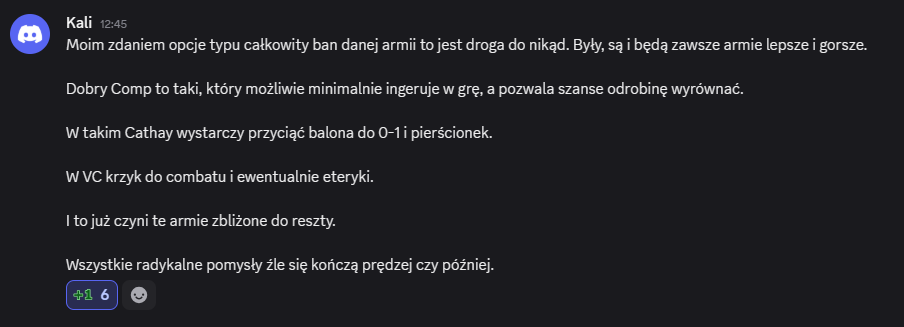 Kali 12:45
Moim zdaniem opcje typu całkowity ban danej armii to jest droga do nikąd. Były, są i będą zawsze armie lepsze i gorsze.
Dobry Comp to taki, który możliwie minimalnie ingeruje w grę, a pozwala szanse odrobinę wyrównać.
W takim Cathay wystarczy przyciąć balona do 0-1 i pierścionek.
W VC krzyk do combatu i ewentualnie eteryki.
I to już czyni te armie zbliżone do reszty.
Wszystkie radykalne pomysły źle się kończą prędzej czy później.
+1 6